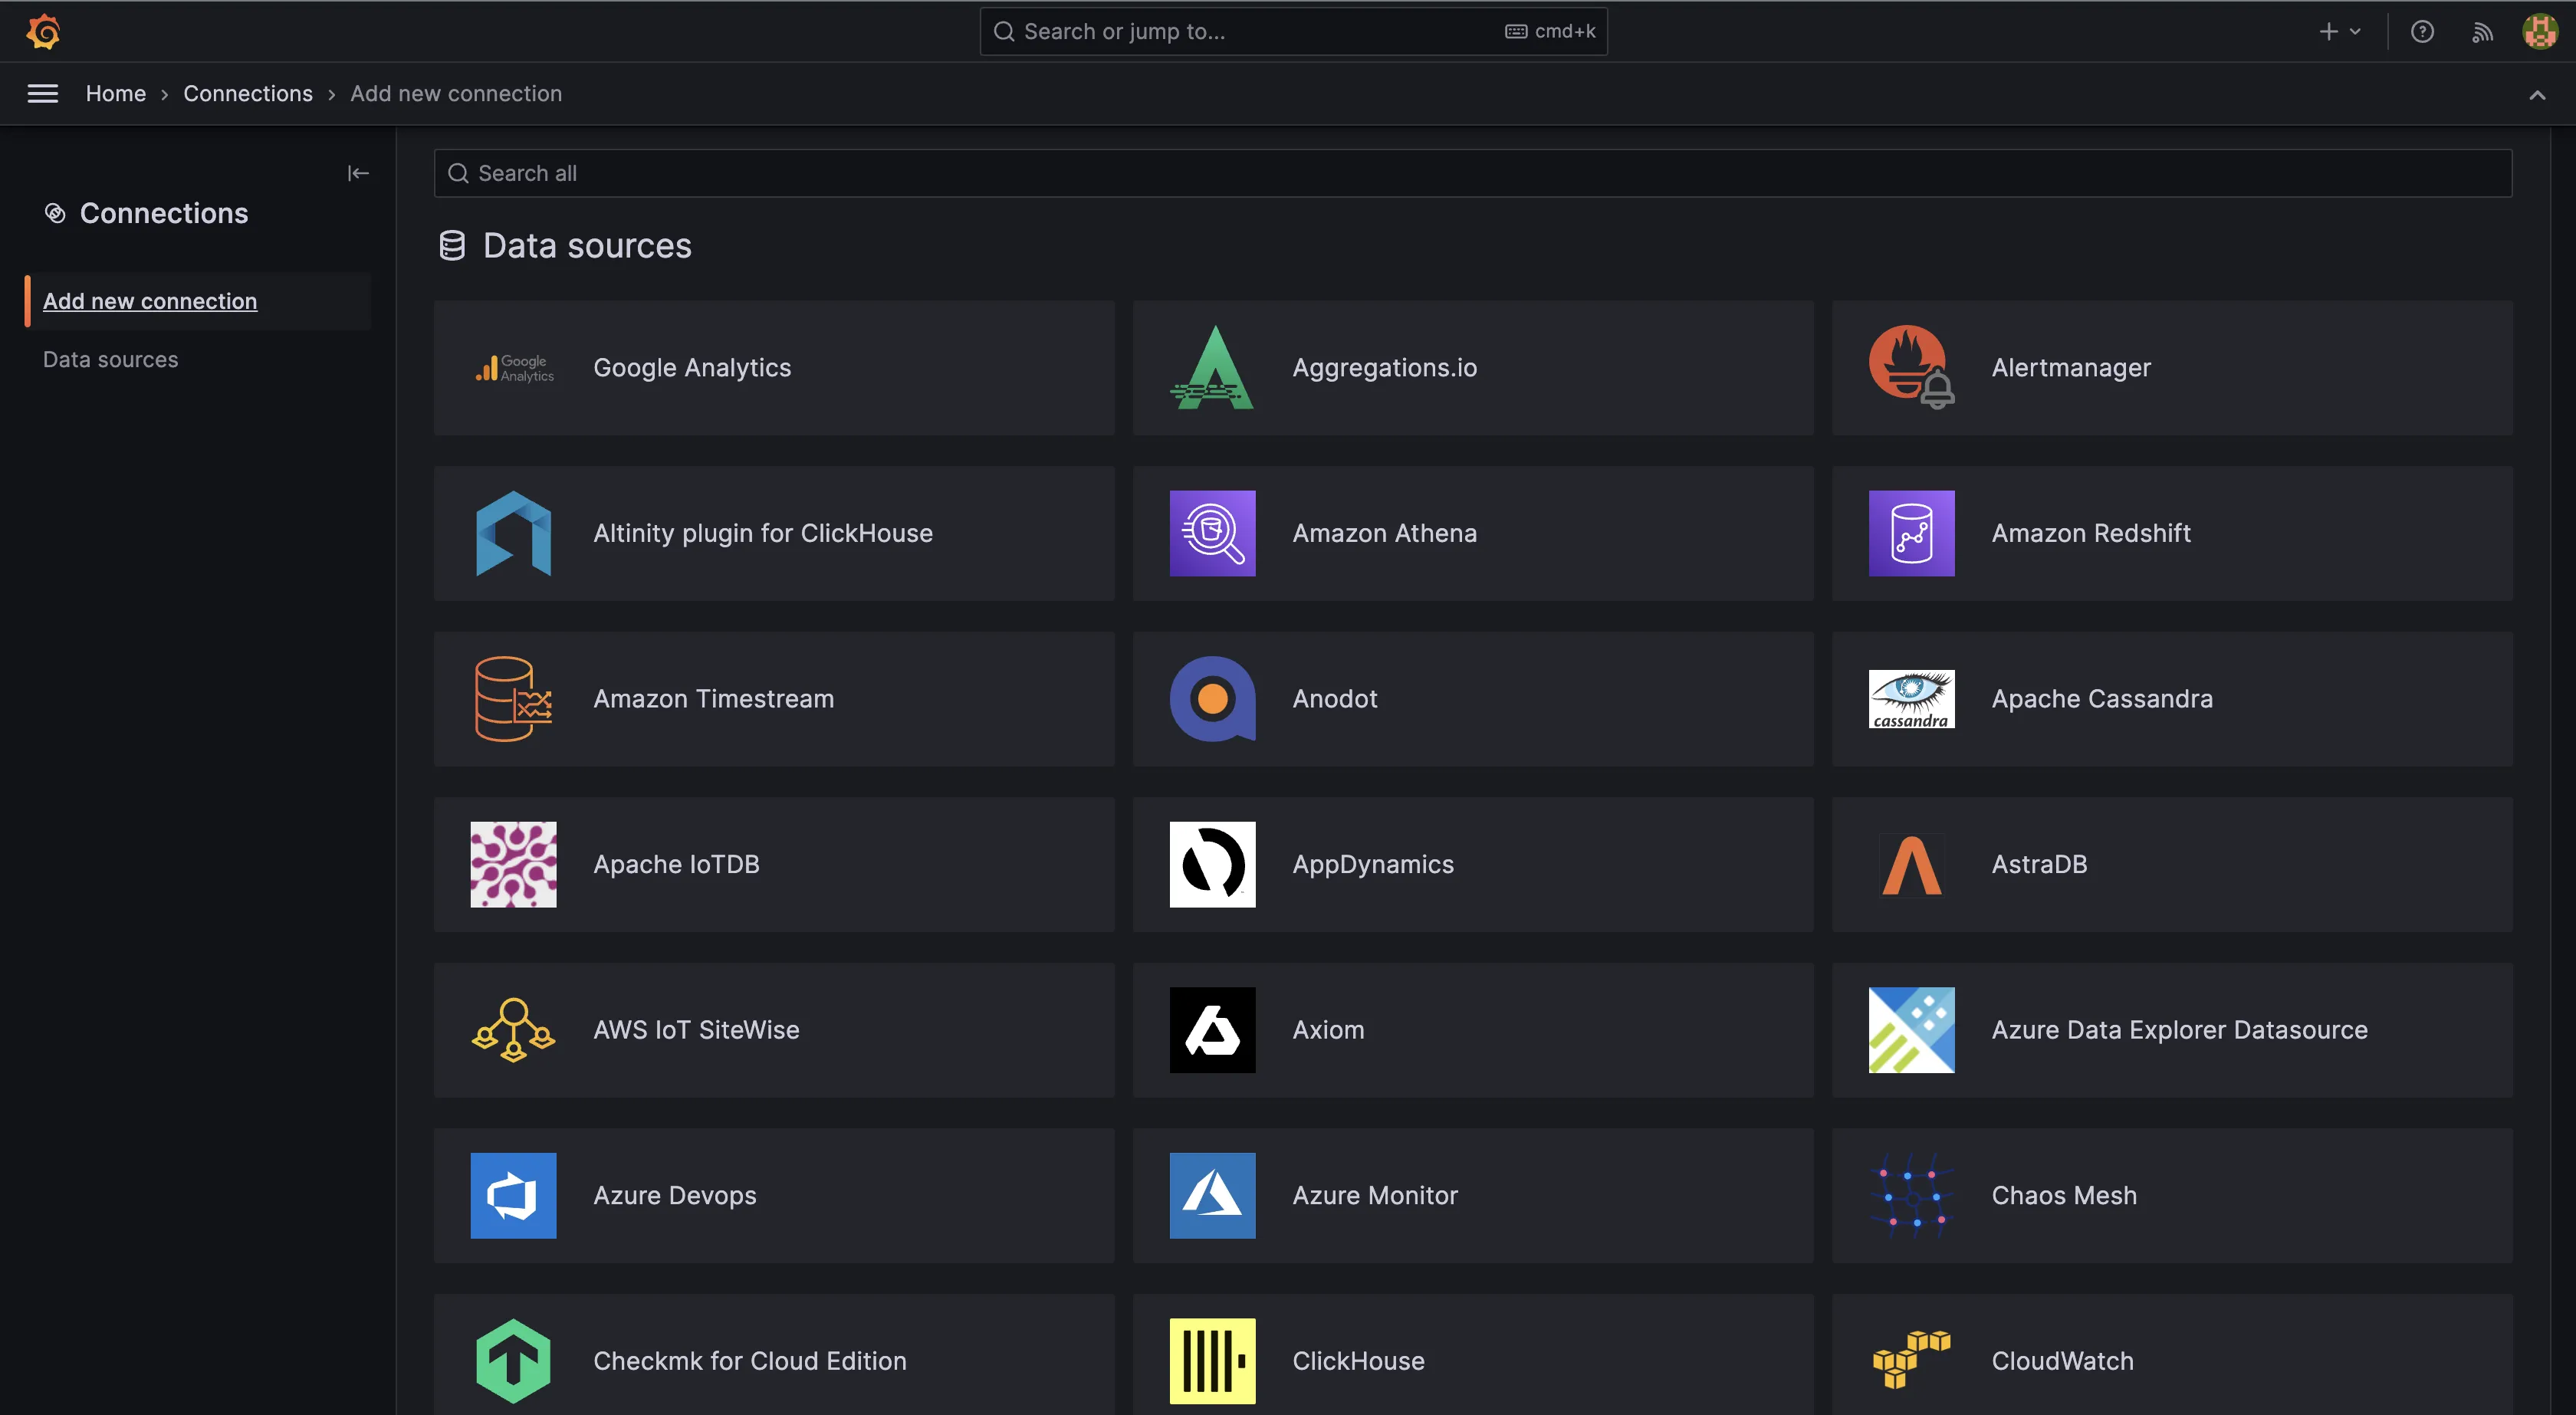 Search or jump to...
cmd+k
Home › Connections › Add new connection
Connections
Add new connection
Data sources
Search all
Data sources
Google Analytics
Google Analytics
Aggregations.io
Alertmanager
Altinity plugin for ClickHouse
Amazon Athena
Amazon Redshift
Amazon Timestream
Anodot
cassandra
Apache Cassandra
Apache IoTDB
AppDynamics
AstraDB
AWS IoT SiteWise
Axiom
Azure Data Explorer Datasource
Azure Devops
Azure Monitor
Chaos Mesh
Checkmk for Cloud Edition
ClickHouse
CloudWatch